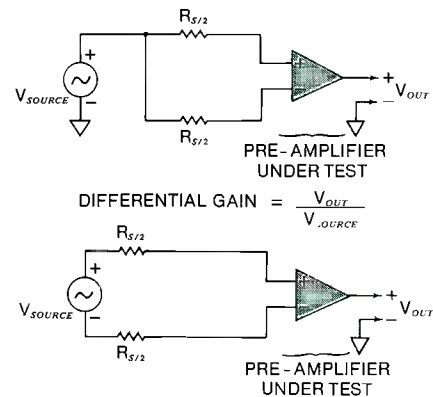 R_{S/2}
+
V_{SOURCE}
−
R_{S/2}
+
−
+
V_{OUT}
−
PRE-AMPLIFIER
UNDER TEST
DIFFERENTIAL GAIN = V_{OUT} / V_{.OURCE}
R_{S/2}
+
V_{SOURCE}
−
R_{S/2}
+
−
+
V_{OUT}
−
PRE-AMPLIFIER
UNDER TEST